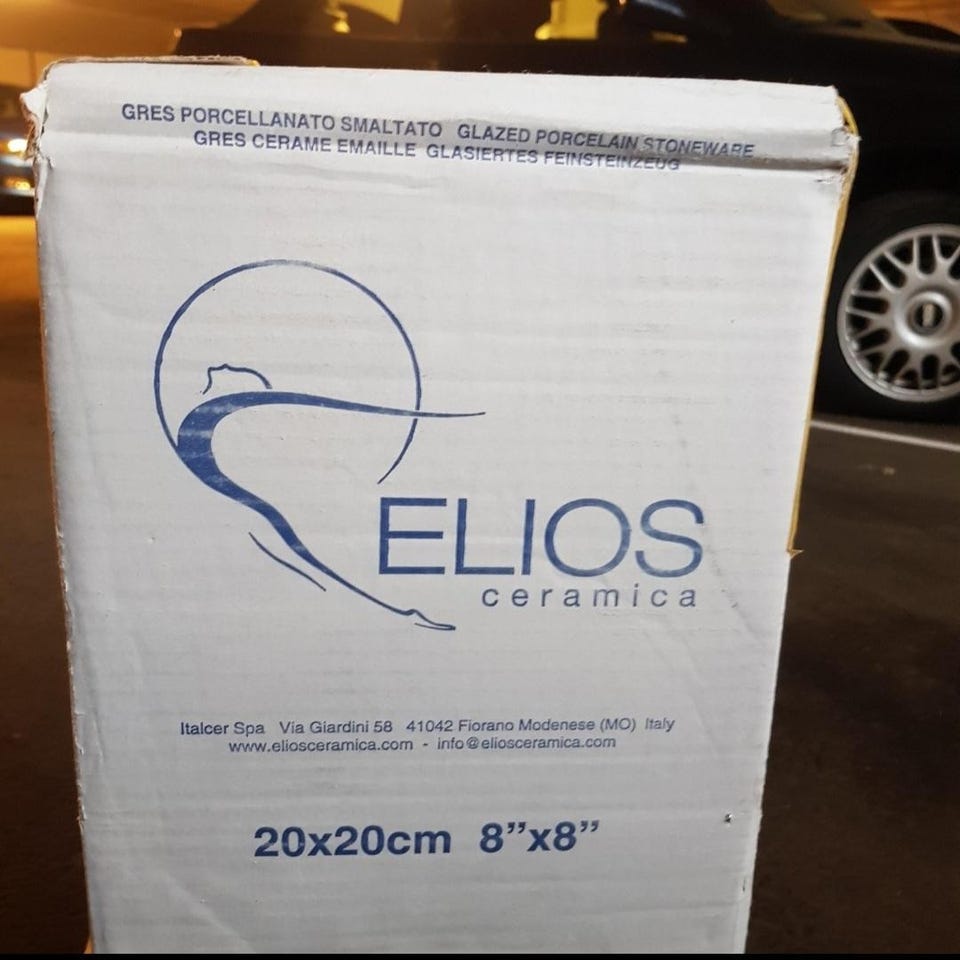 GRES PORCELLANATO SMALTATO GLAZED PORCELAIN STONEWARE
GRES CERAME EMAILLE GLASIERTES FEINSTEINZEUG
ELIOS
ceramica
Italcer Spa Via Giardini 58 41042 Fiorano Modenese (MO) Italy
www.eliosceramica.com - info@eliosceramica.com
20x20cm 8”x8”